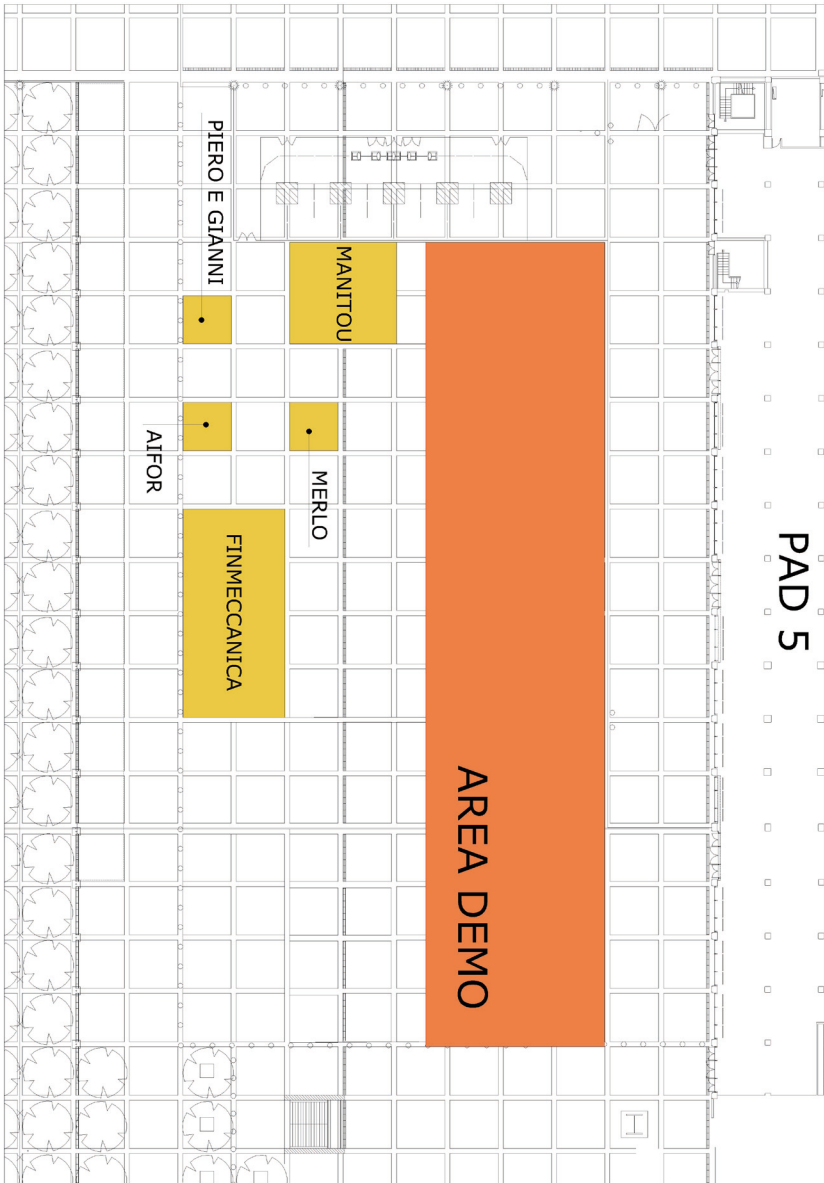 PAD 5
AREA DEMO
MANITOU
MERLO
PIERO E GIANNI
AIFOR
FINMECCANICA